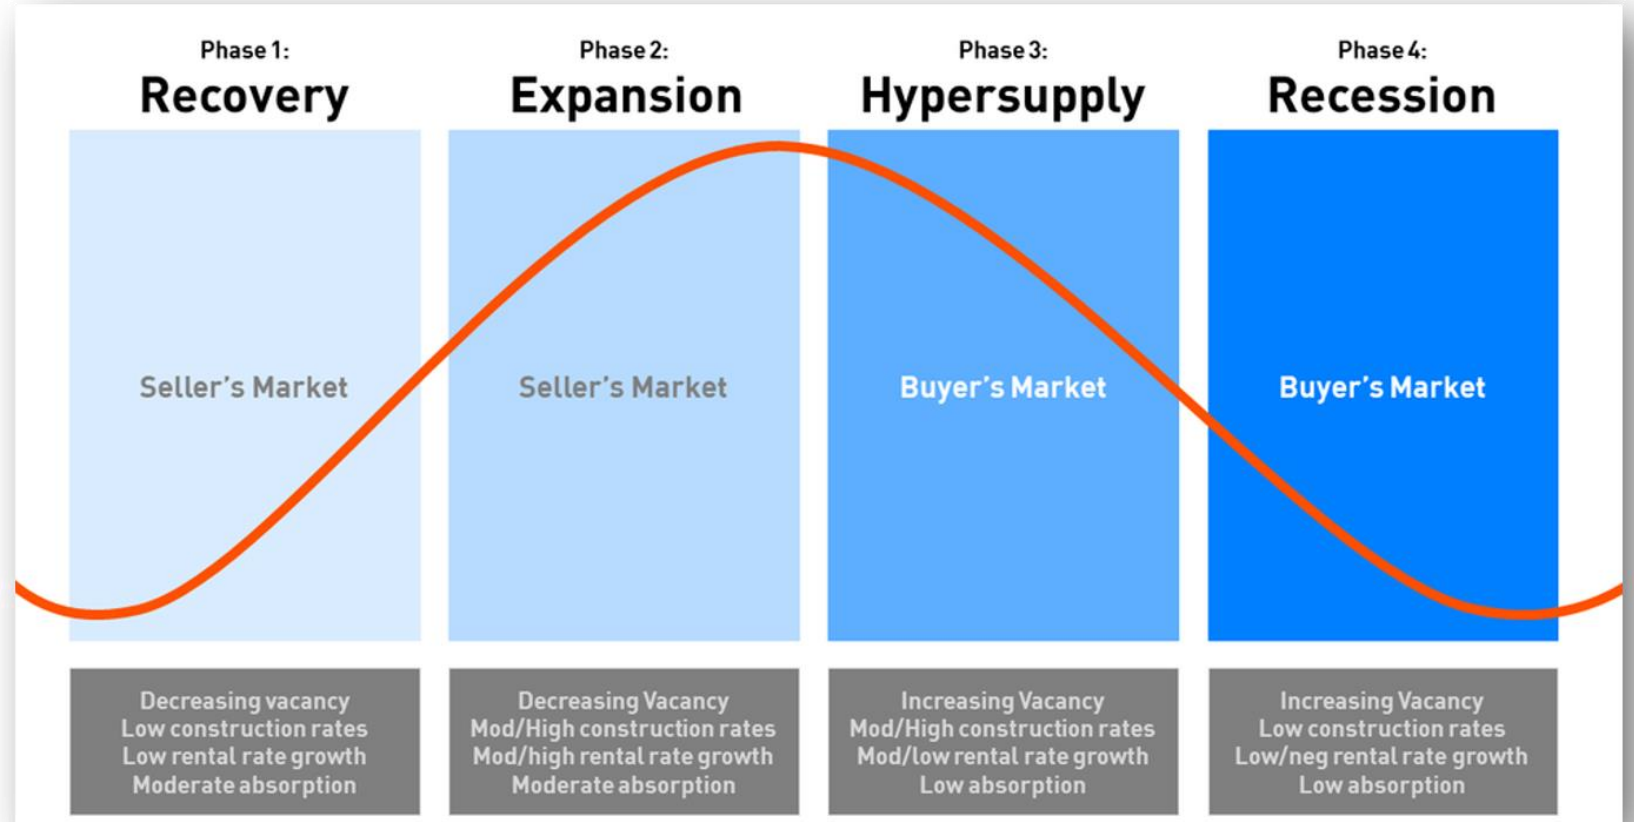 Phase 1:
Recovery
Phase 2:
Expansion
Phase 3:
Hypersupply
Phase 4:
Recession
Seller’s Market
Seller’s Market
Buyer’s Market
Buyer’s Market
Decreasing vacancy
Low construction rates
Low rental rate growth
Moderate absorption
Decreasing Vacancy
Mod/High construction rates
Mod/high rental rate growth
Moderate absorption
Increasing Vacancy
Mod/High construction rates
Mod/low rental rate growth
Low absorption
Increasing Vacancy
Low construction rates
Low/neg rental rate growth
Low absorption